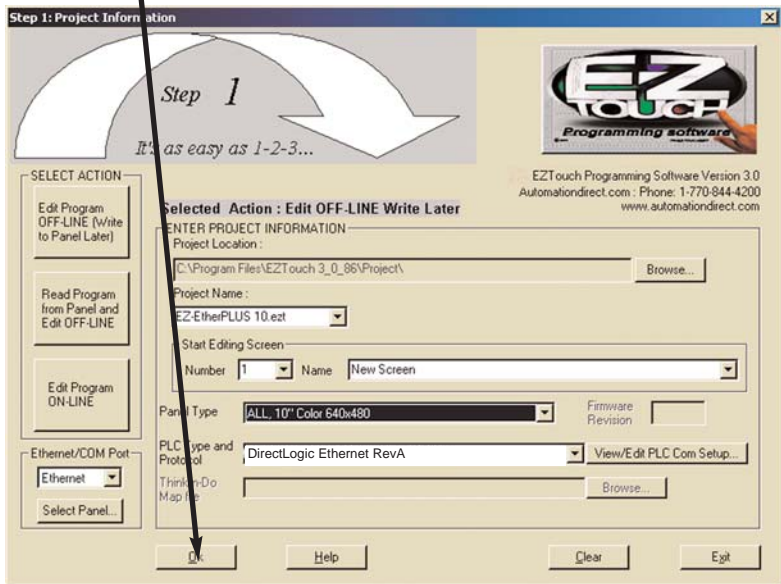 Step 1: Project Information
Step 1
It's as easy as 1-2-3...
EZ
TOUCH
Programming software
EZTouch Programming Software Version 3.0
Automationdirect.com : Phone: 1-770-844-4200
www.automationdirect.com
SELECT ACTION
Edit Program
OFF-LINE (Write
to Panel Later)
Read Program
from Panel and
Edit OFF-LINE
Edit Program
ON-LINE
Ethernet/COM Port
Ethernet
Select Panel...
Selected Action : Edit OFF-LINE Write Later
ENTER PROJECT INFORMATION
Project Location :
C:\Program Files\EZTouch 3_0_86\Project\
Browse...
Project Name :
EZ-EtherPLUS 10.ezt
Start Editing Screen
Number 1 Name New Screen
Panel Type ALL, 10" Color 640x480
Firmware
Revision
PLC Type and
Protocol
DirectLogic Ethernet RevA
View/Edit PLC Com Setup...
Think-n-Do
Map file
Browse...
Ok
Help
Clear
Exit